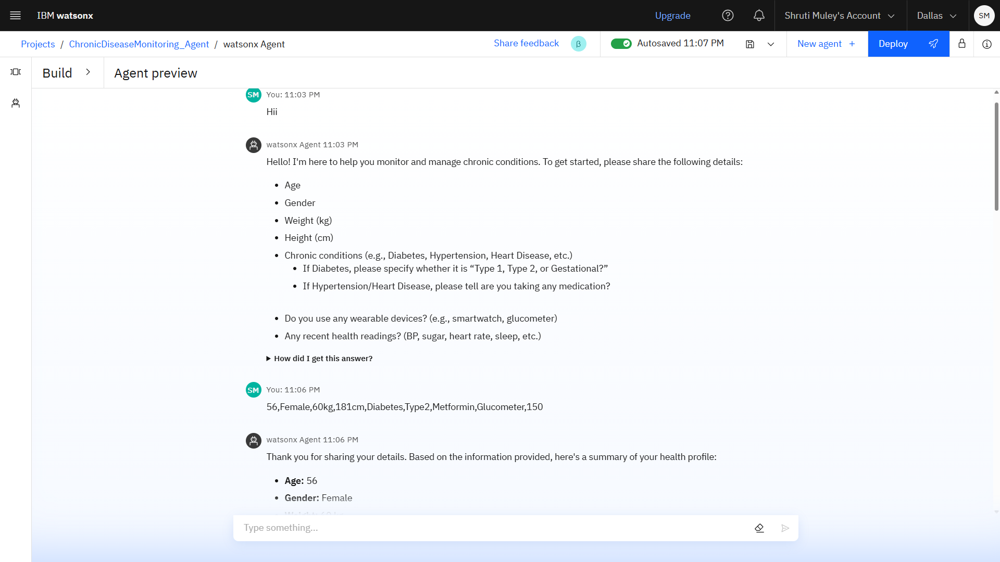 IBM watsonx
Upgrade
Shruti Muley's Account
Dallas
SM
Projects / ChronicDiseaseMonitoring_Agent / watsonx Agent
Share feedback
β
Autosaved 11:07 PM
New agent +
Deploy
Build
Agent preview
SM You: 11:03 PM
Hii
watsonx Agent 11:03 PM
Hello! I'm here to help you monitor and manage chronic conditions. To get started, please share the following details:
• Age
• Gender
• Weight (kg)
• Height (cm)
• Chronic conditions (e.g., Diabetes, Hypertension, Heart Disease, etc.)
• If Diabetes, please specify whether it is “Type 1, Type 2, or Gestational?”
• If Hypertension/Heart Disease, please tell are you taking any medication?
• Do you use any wearable devices? (e.g., smartwatch, glucometer)
• Any recent health readings? (BP, sugar, heart rate, sleep, etc.)
How did I get this answer?
SM You: 11:06 PM
56,Female,60kg,181cm,Diabetes,Type2,Metformin,Glucometer,150
watsonx Agent 11:06 PM
Thank you for sharing your details. Based on the information provided, here's a summary of your health profile:
• Age: 56
• Gender: Female
Type something...